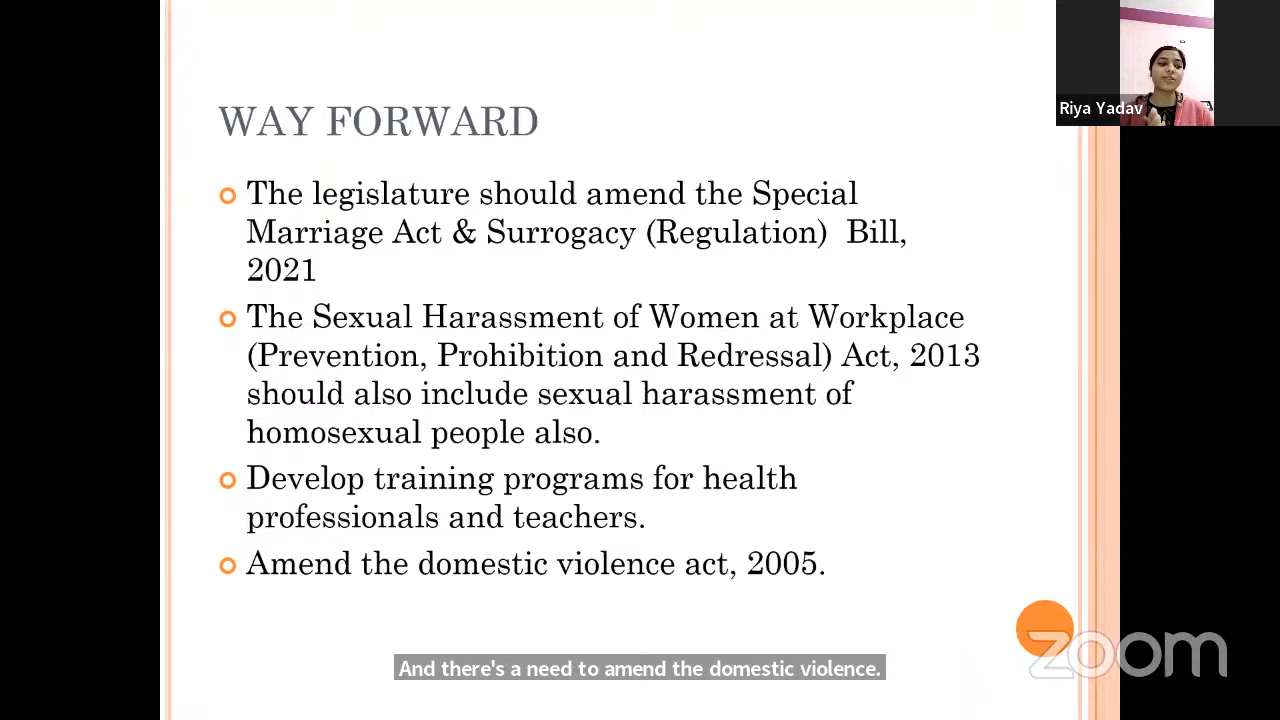 Riya Yadav
WAY FORWARD
The legislature should amend the Special
Marriage Act & Surrogacy (Regulation) Bill,
2021
The Sexual Harassment of Women at Workplace
(Prevention, Prohibition and Redressal) Act, 2013
should also include sexual harassment of
homosexual people also.
Develop training programs for health
professionals and teachers.
Amend the domestic violence act, 2005.
zoom
And there's a need to amend the domestic violence.